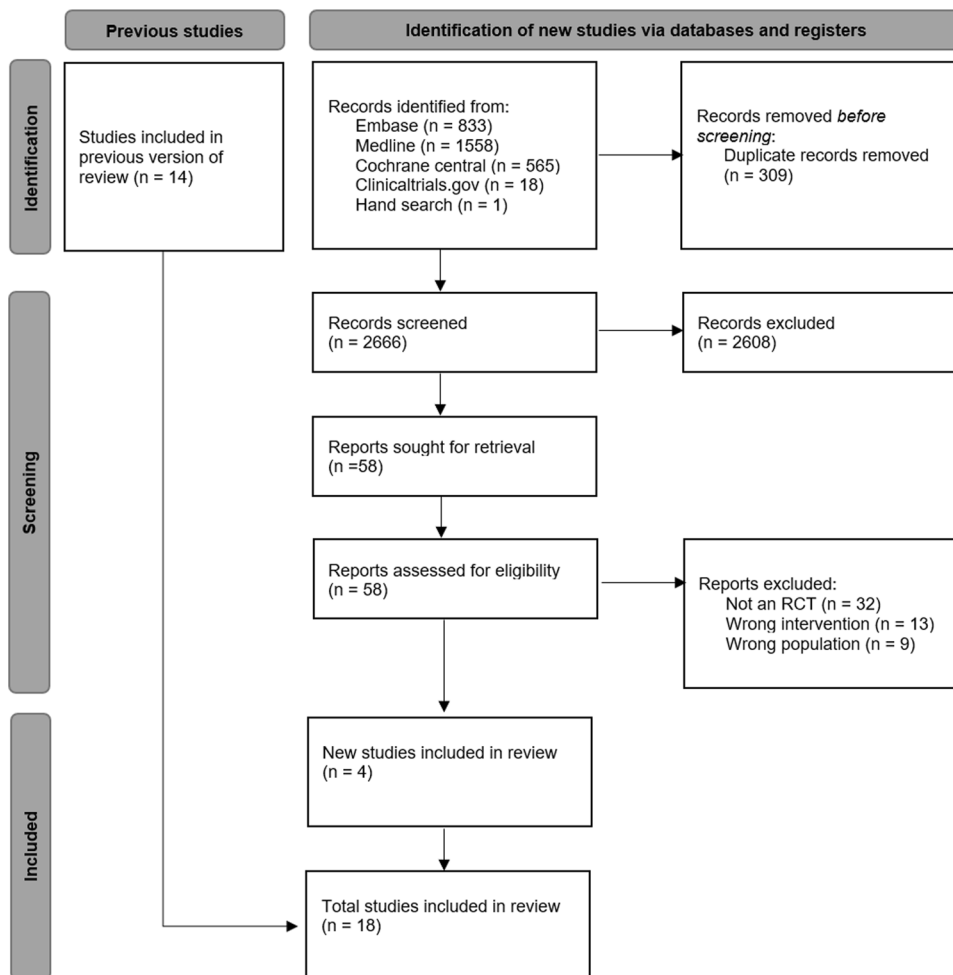 Previous studies
Identification of new studies via databases and registers
Identification
Studies included in
previous version of
review (n = 14)
Records identified from:
Embase (n = 833)
Medline (n = 1558)
Cochrane central (n = 565)
Clinicaltrials.gov (n = 18)
Hand search (n = 1)
Records removed before
screening:
Duplicate records removed
(n = 309)
Screening
Records screened
(n = 2666)
Records excluded
(n = 2608)
Reports sought for retrieval
(n =58)
Reports assessed for eligibility
(n = 58)
Reports excluded:
Not an RCT (n = 32)
Wrong intervention (n = 13)
Wrong population (n = 9)
Included
New studies included in review
(n = 4)
Total studies included in review
(n = 18)